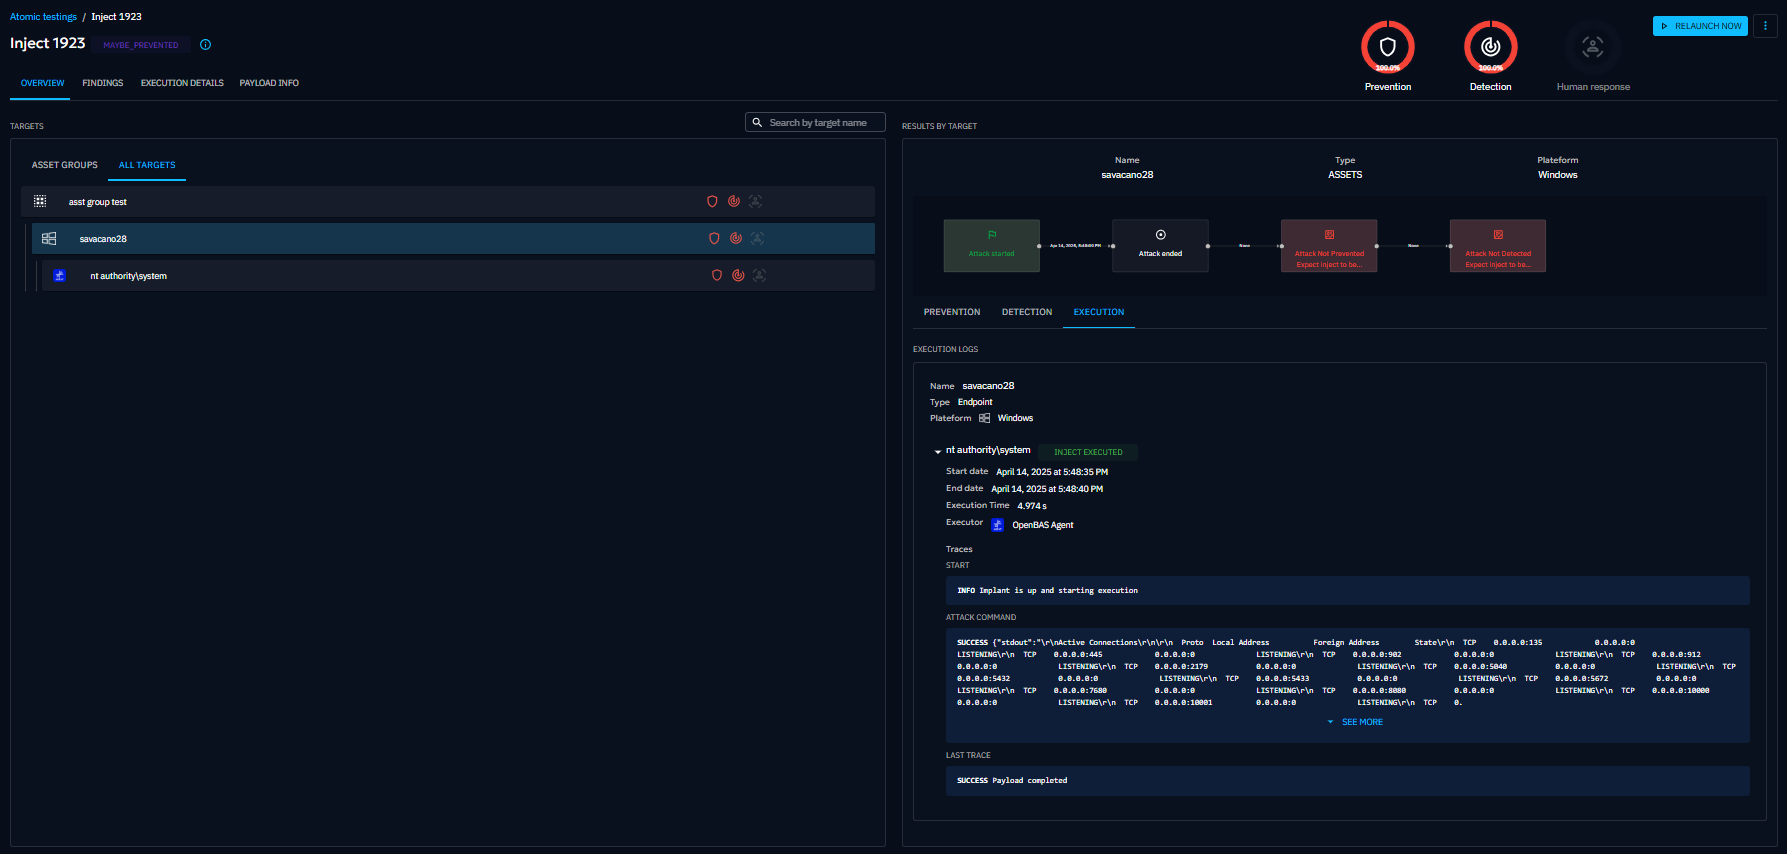 Atomic testings / Inject 1923
Inject 1923 MAYBE_PREVENTED
RELAUNCH NOW
100.0%
Prevention
100.0%
Detection
Human response
OVERVIEW FINDINGS EXECUTION DETAILS PAYLOAD INFO
TARGETS
Search by target name
ASSET GROUPS ALL TARGETS
asst group test
savacano28
nt authority\system
RESULTS BY TARGET
Name Type Plateform
savacano28 ASSETS Windows
Attack started
Apr 14, 2025, 5:48:40 PM
Attack ended
None
Attack Not Prevented
Expect inject to be...
None
Attack Not Detected
Expect inject to be...
PREVENTION DETECTION EXECUTION
EXECUTION LOGS
Name savacano28
Type Endpoint
Plateform Windows
nt authority\system INJECT EXECUTED
Start date April 14, 2025 at 5:48:35 PM
End date April 14, 2025 at 5:48:40 PM
Execution Time 4.974 s
Executor OpenBAS Agent
Traces
START
INFO Implant is up and starting execution
ATTACK COMMAND
SUCCESS {"stdout":"\r\nActive Connections\r\n\r\n Proto Local Address Foreign Address State\r\n TCP 0.0.0.0:135 0.0.0.0:0
LISTENING\r\n TCP 0.0.0.0:445 0.0.0.0:0 LISTENING\r\n TCP 0.0.0.0:902 0.0.0.0:0 LISTENING\r\n TCP 0.0.0.0:912
0.0.0.0:0 LISTENING\r\n TCP 0.0.0.0:2179 0.0.0.0:0 LISTENING\r\n TCP 0.0.0.0:5040 0.0.0.0:0 LISTENING\r\n TCP
0.0.0.0:5432 0.0.0.0:0 LISTENING\r\n TCP 0.0.0.0:5433 0.0.0.0:0 LISTENING\r\n TCP 0.0.0.0:5672 0.0.0.0:0
LISTENING\r\n TCP 0.0.0.0:7680 0.0.0.0:0 LISTENING\r\n TCP 0.0.0.0:8080 0.0.0.0:0 LISTENING\r\n TCP 0.0.0.0:10000
0.0.0.0:0 LISTENING\r\n TCP 0.0.0.0:10001 0.0.0.0:0 LISTENING\r\n TCP 0.
SEE MORE
LAST TRACE
SUCCESS Payload completed